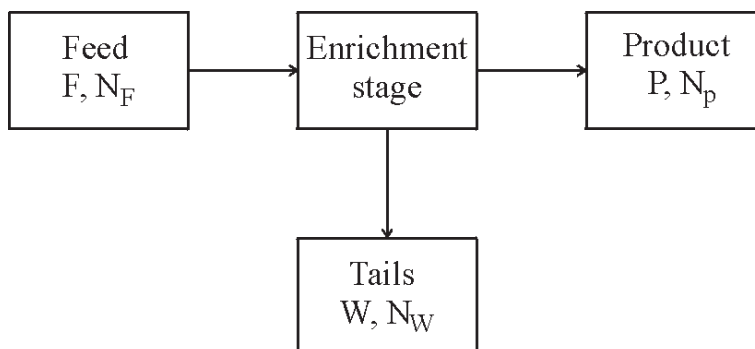 Feed
F, N_F
Enrichment
stage
Product
P, N_p
Tails
W, N_W